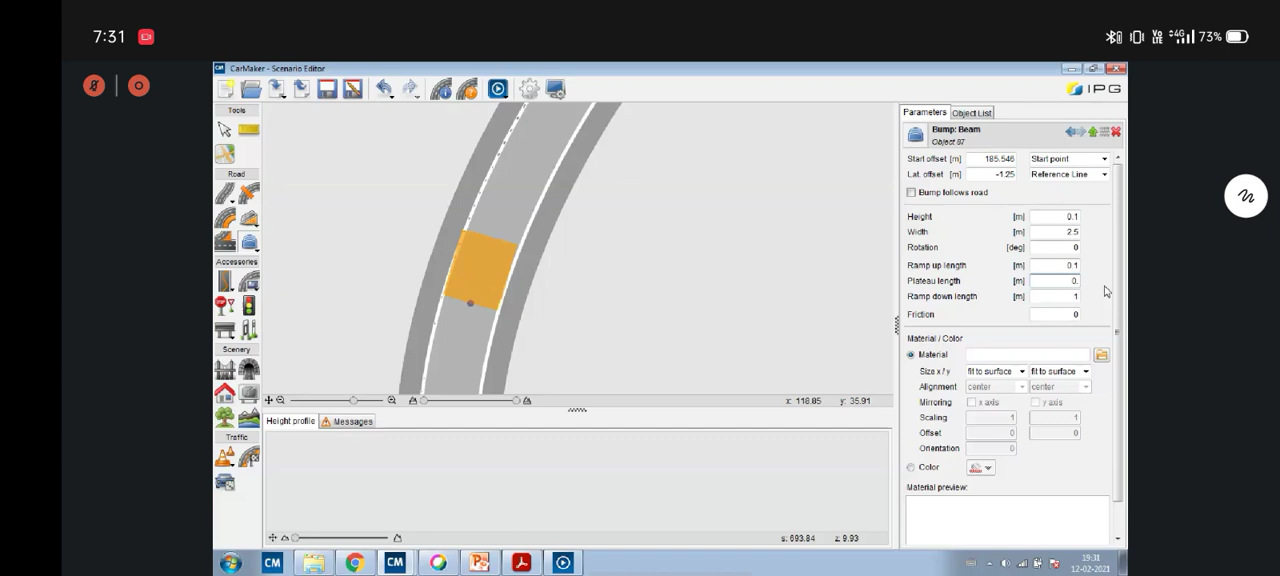 7:31
VO LTE 4G 73%
CarMaker - Scenario Editor
IPG
Tools
Road
Accessories
STOP
Scenery
Traffic
Parameters
Object List
Bump: Beam
Object 87
Start offset [m] 185.546 Start point
Lat. offset [m] -1.25 Reference Line
Bump follows road
Height [m] 0.1
Width [m] 2.5
Rotation [deg] 0
Ramp up length [m] 0.1
Plateau length [m] 0.
Ramp down length [m] 1
Friction 0
Material / Color
Material
Size x / y fit to surface fit to surface
Alignment center center
Mirroring x axis y axis
Scaling 1 1
Offset 0 0
Orientation 0
Color
Material preview:
x: 118.85 y: 35.91
Height profile Messages
s: 693.84 z: 9.93
CM CM
19:31
12-02-2021